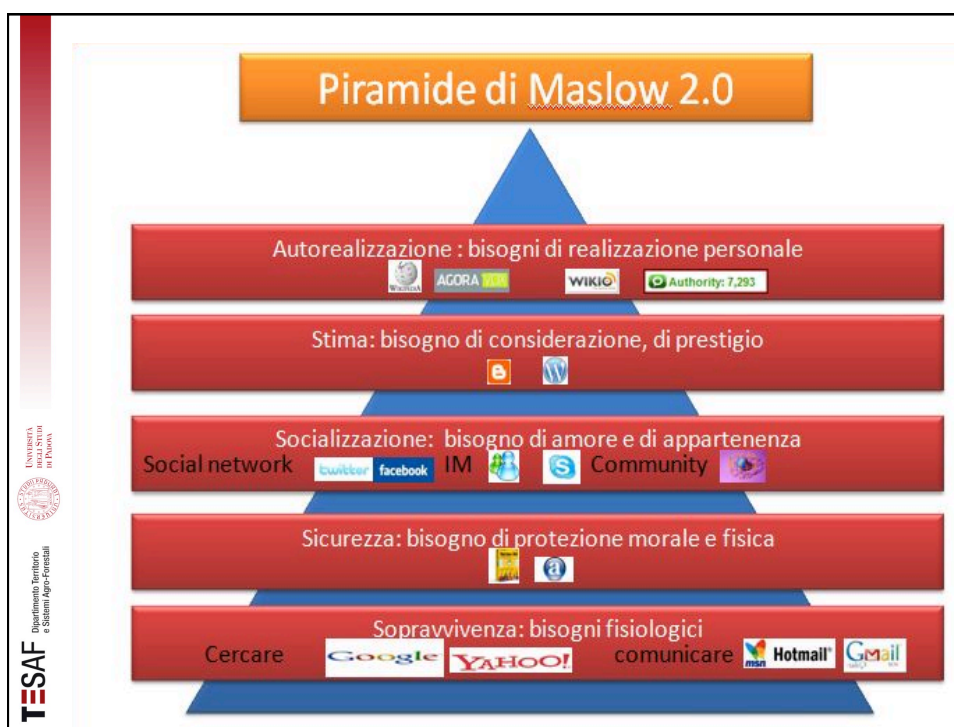 Piramide di Maslow 2.0
Autorealizzazione : bisogni di realizzazione personale
WIKIPEDIA AGORA VOX WIKIO Authority: 7,293
Stima: bisogno di considerazione, di prestigio
Socializzazione: bisogno di amore e di appartenenza
Social network twitter facebook IM Community
Sicurezza: bisogno di protezione morale e fisica
Sopravvivenza: bisogni fisiologici
Cercare Google YAHOO! comunicare msn Hotmail Gmail
UNIVERSITÀ
DEGLI STUDI
DI PADOVA
TESAF
Dipartimento Territorio
e Sistemi Agro-Forestali